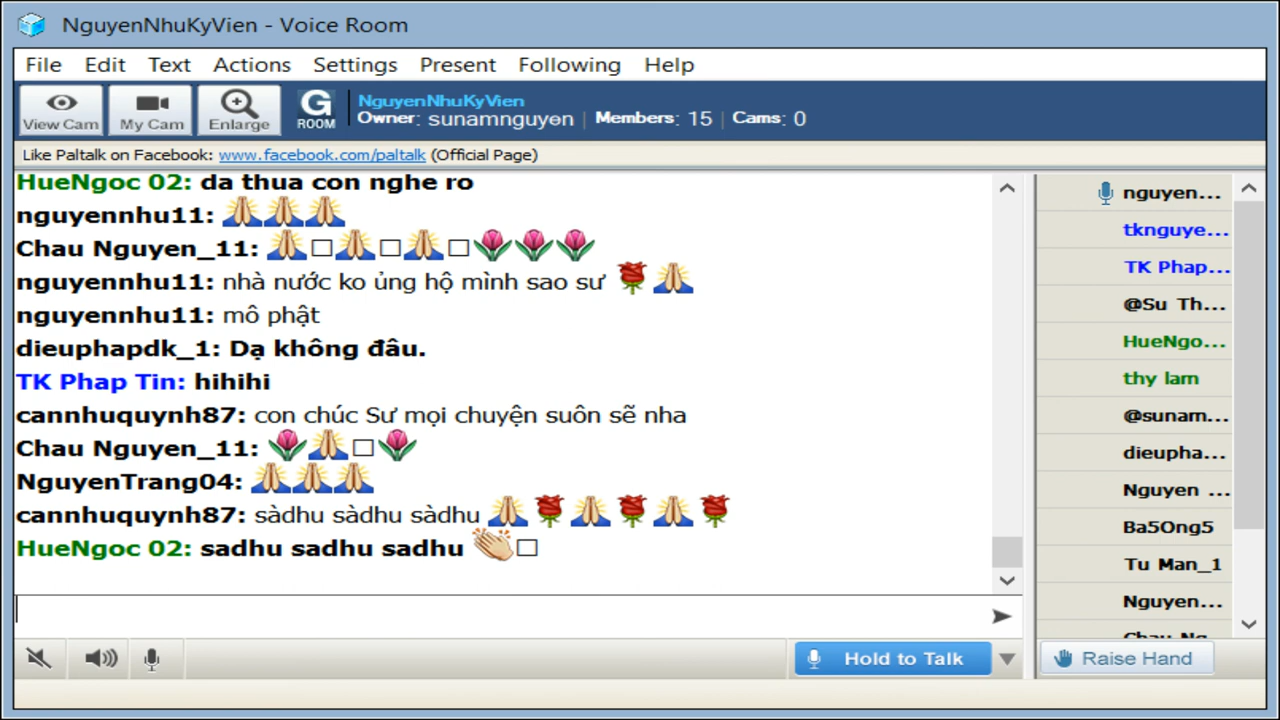 NguyenNhuKyVien - Voice Room
File Edit Text Actions Settings Present Following Help
View Cam My Cam Enlarge G ROOM
NguyenNhuKyVien
Owner: sunamnguyen | Members: 15 | Cams: 0
Like Paltalk on Facebook: www.facebook.com/paltalk (Official Page)
HueNgoc 02: da thua con nghe ro
nguyennhu11: 🙏🙏🙏
Chau Nguyen_11: 🙏□🙏□🙏□🌷🌷🌷
nguyennhu11: nhà nước ko ủng hộ mình sao sư 🌹🙏
nguyennhu11: mô phật
dieuphapdk_1: Dạ không đâu.
TK Phap Tin: hihihi
cannhuquynh87: con chúc Sư mọi chuyện suôn sẽ nha
Chau Nguyen_11: 🌷🙏□🌷
NguyenTrang04: 🙏🙏🙏
cannhuquynh87: sàdhu sàdhu sàdhu 🙏🌹🙏🌹🙏🌹
HueNgoc 02: sadhu sadhu sadhu 👏□
nguyen...
tknguye...
TK Phap...
@Su Th...
HueNgo...
thy lam
@sunam...
dieupha...
Nguyen ...
Ba5Ong5
Tu Man_1
Nguyen...
Chau Ng...
Hold to Talk
Raise Hand